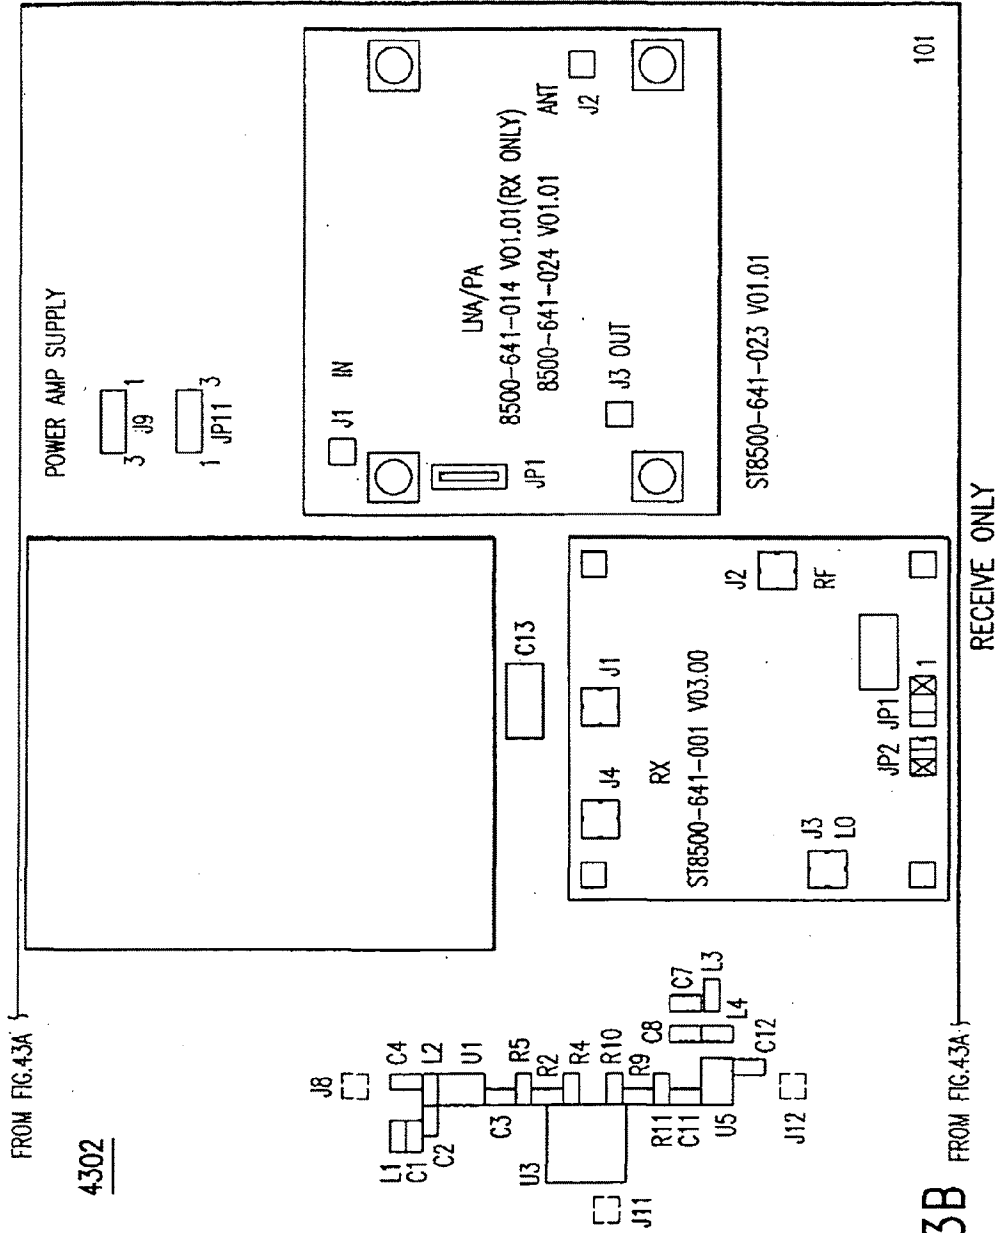 FROM FIG.43A
4302
POWER AMP SUPPLY
3 1
J9
1 3
JP11
J1 IN
LNA/PA
8500-641-014 V01.01(RX ONLY)
8500-641-024 V01.01
ANT
J2
JP1
J3 OUT
ST8500-641-023 V01.01
101
C13
J4
J1
RX
ST8500-641-001 V03.00
J2
RF
J3
LO
JP2
JP1
1
J8
L1
C1
C4
C2
L2
U1
C3
R5
R2
U3
R4
J11
R10
R9
R11
C11
C8
C7
L3
L4
U5
C12
J12
FROM FIG.43A
RECEIVE ONLY
3B